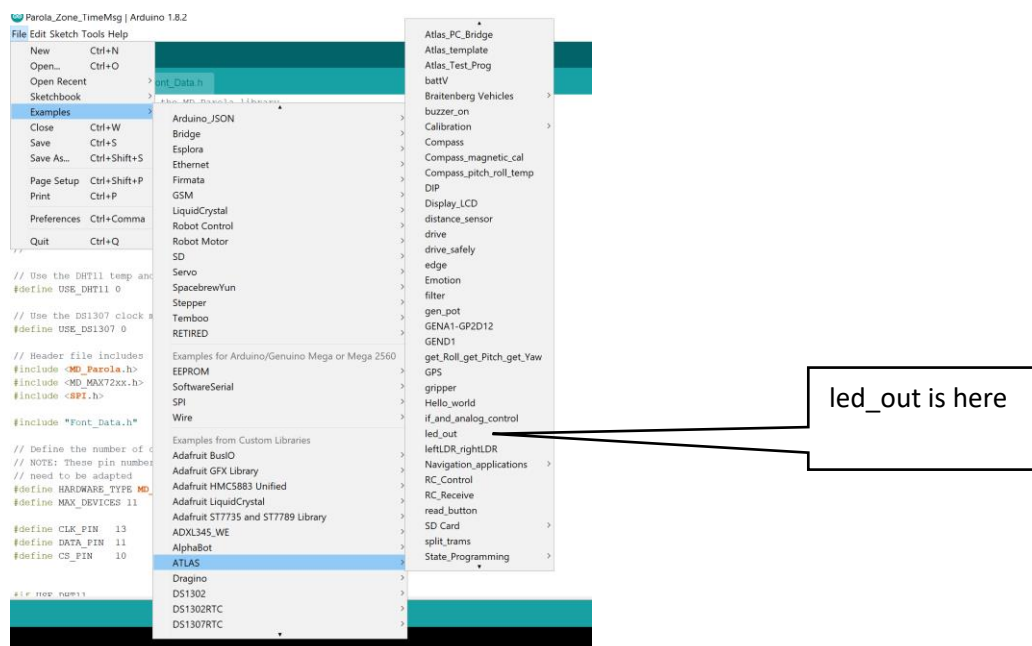 Parola_Zone_TimeMsg | Arduino 1.8.2
File Edit Sketch Tools Help
New Ctrl+N
Open... Ctrl+O
Open Recent
Sketchbook
Examples
Close Ctrl+W
Save Ctrl+S
Save As... Ctrl+Shift+S
Page Setup Ctrl+Shift+P
Print Ctrl+P
Preferences Ctrl+Comma
Quit Ctrl+Q
Font_Data.h
the MD_Parola library
//
// Use the DHT11 temp and
#define USE_DHT11 0
// Use the DS1307 clock
#define USE_DS1307 0
// Header file includes
#include <MD_Parola.h>
#include <MD_MAX72xx.h>
#include <SPI.h>
#include "Font_Data.h"
// Define the number of
// NOTE: These pin number
// need to be adapted
#define HARDWARE_TYPE MD_
#define MAX_DEVICES 11
#define CLK_PIN 13
#define DATA_PIN 11
#define CS_PIN 10
#if USE_DHT11
Arduino_JSON
Bridge
Esplora
Ethernet
Firmata
GSM
LiquidCrystal
Robot Control
Robot Motor
SD
Servo
SpacebrewYun
Stepper
Temboo
RETIRED
Examples for Arduino/Genuino Mega or Mega 2560
EEPROM
SoftwareSerial
SPI
Wire
Examples from Custom Libraries
Adafruit BusIO
Adafruit GFX Library
Adafruit HMC5883 Unified
Adafruit LiquidCrystal
Adafruit ST7735 and ST7789 Library
ADXL345_WE
AlphaBot
ATLAS
Dragino
DS1302
DS1302RTC
DS1307RTC
Atlas_PC_Bridge
Atlas_template
Atlas_Test_Prog
battV
Braitenberg Vehicles
buzzer_on
Calibration
Compass
Compass_magnetic_cal
Compass_pitch_roll_temp
DIP
Display_LCD
distance_sensor
drive
drive_safely
edge
Emotion
filter
gen_pot
GENA1-GP2D12
GEND1
get_Roll_get_Pitch_get_Yaw
GPS
gripper
Hello_world
if_and_analog_control
led_out
leftLDR_rightLDR
Navigation_applications
RC_Control
RC_Receive
read_button
SD Card
split_trams
State_Programming
led_out is here